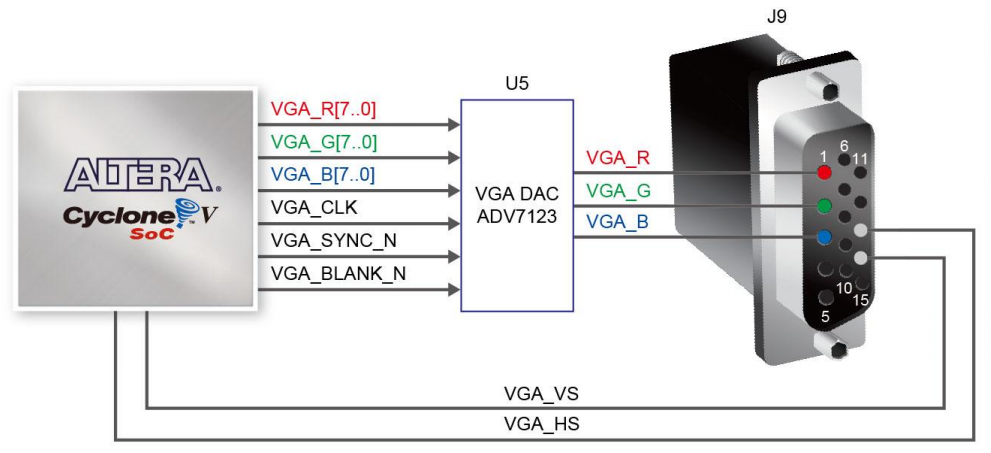 J9
U5
VGA_R[7..0]
VGA_G[7..0]
VGA_B[7..0]
VGA_CLK
VGA_SYNC_N
VGA_BLANK_N
ALTERA.
Cyclone V
SoC
VGA DAC
ADV7123
VGA_R
VGA_G
VGA_B
1
6
11
10
15
5
VGA_VS
VGA_HS